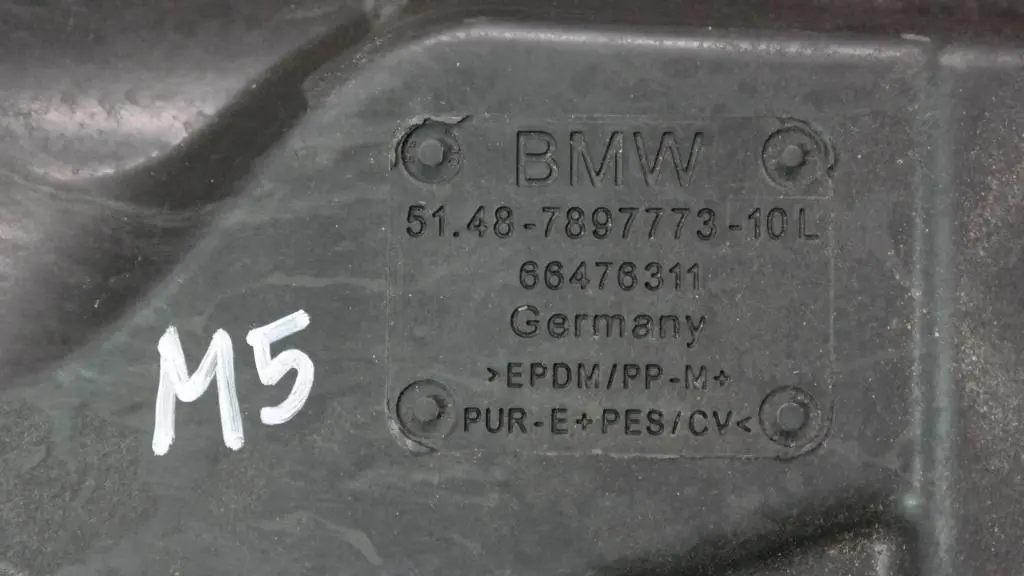 BMW
51.48-7897773-10L
66476311
Germany
>EPDM/PP-M+
PUR-E+PES/CV<
M5